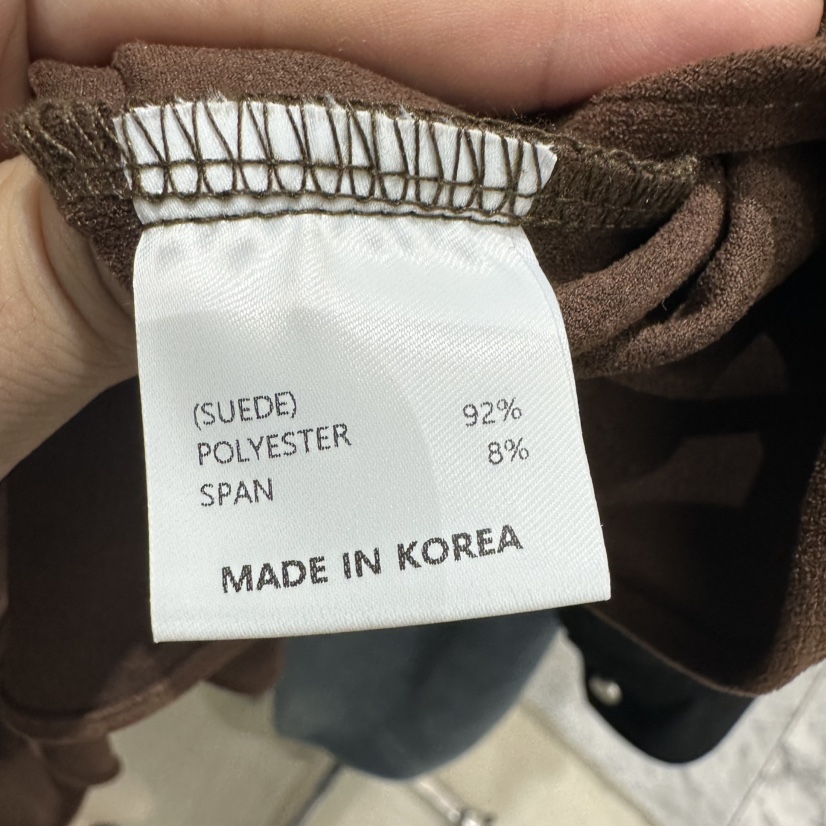 (SUEDE) 92%
POLYESTER 8%
SPAN
MADE IN KOREA